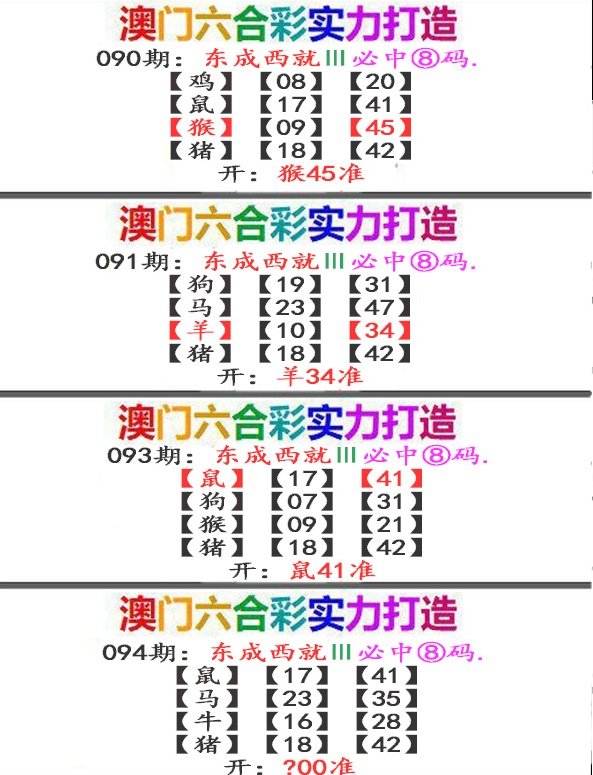 澳门六合彩实力打造
090期：东成西就III必中⑧码.
【鸡】【08】【20】
【鼠】【17】【41】
【猴】【09】【45】
【猪】【18】【42】
开：猴45准
澳门六合彩实力打造
091期：东成西就III必中⑧码.
【狗】【19】【31】
【马】【23】【47】
【羊】【10】【34】
【猪】【18】【42】
开：羊34准
澳门六合彩实力打造
093期：东成西就III必中⑧码.
【鼠】【17】【41】
【狗】【07】【31】
【猴】【09】【21】
【猪】【18】【42】
开：鼠41准
澳门六合彩实力打造
094期：东成西就III必中⑧码.
【鼠】【17】【41】
【马】【23】【35】
【牛】【16】【28】
【猪】【18】【42】
开：?00准